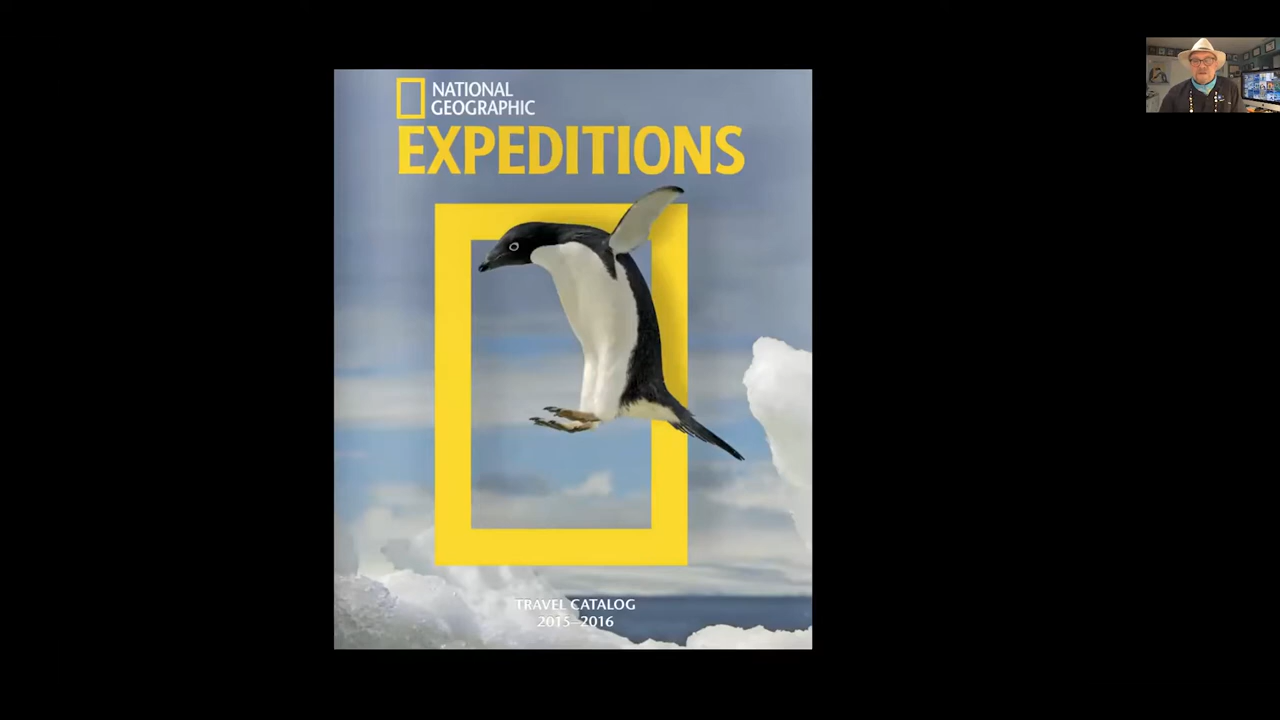 NATIONAL
GEOGRAPHIC
EXPEDITIONS
TRAVEL CATALOG
2015–2016